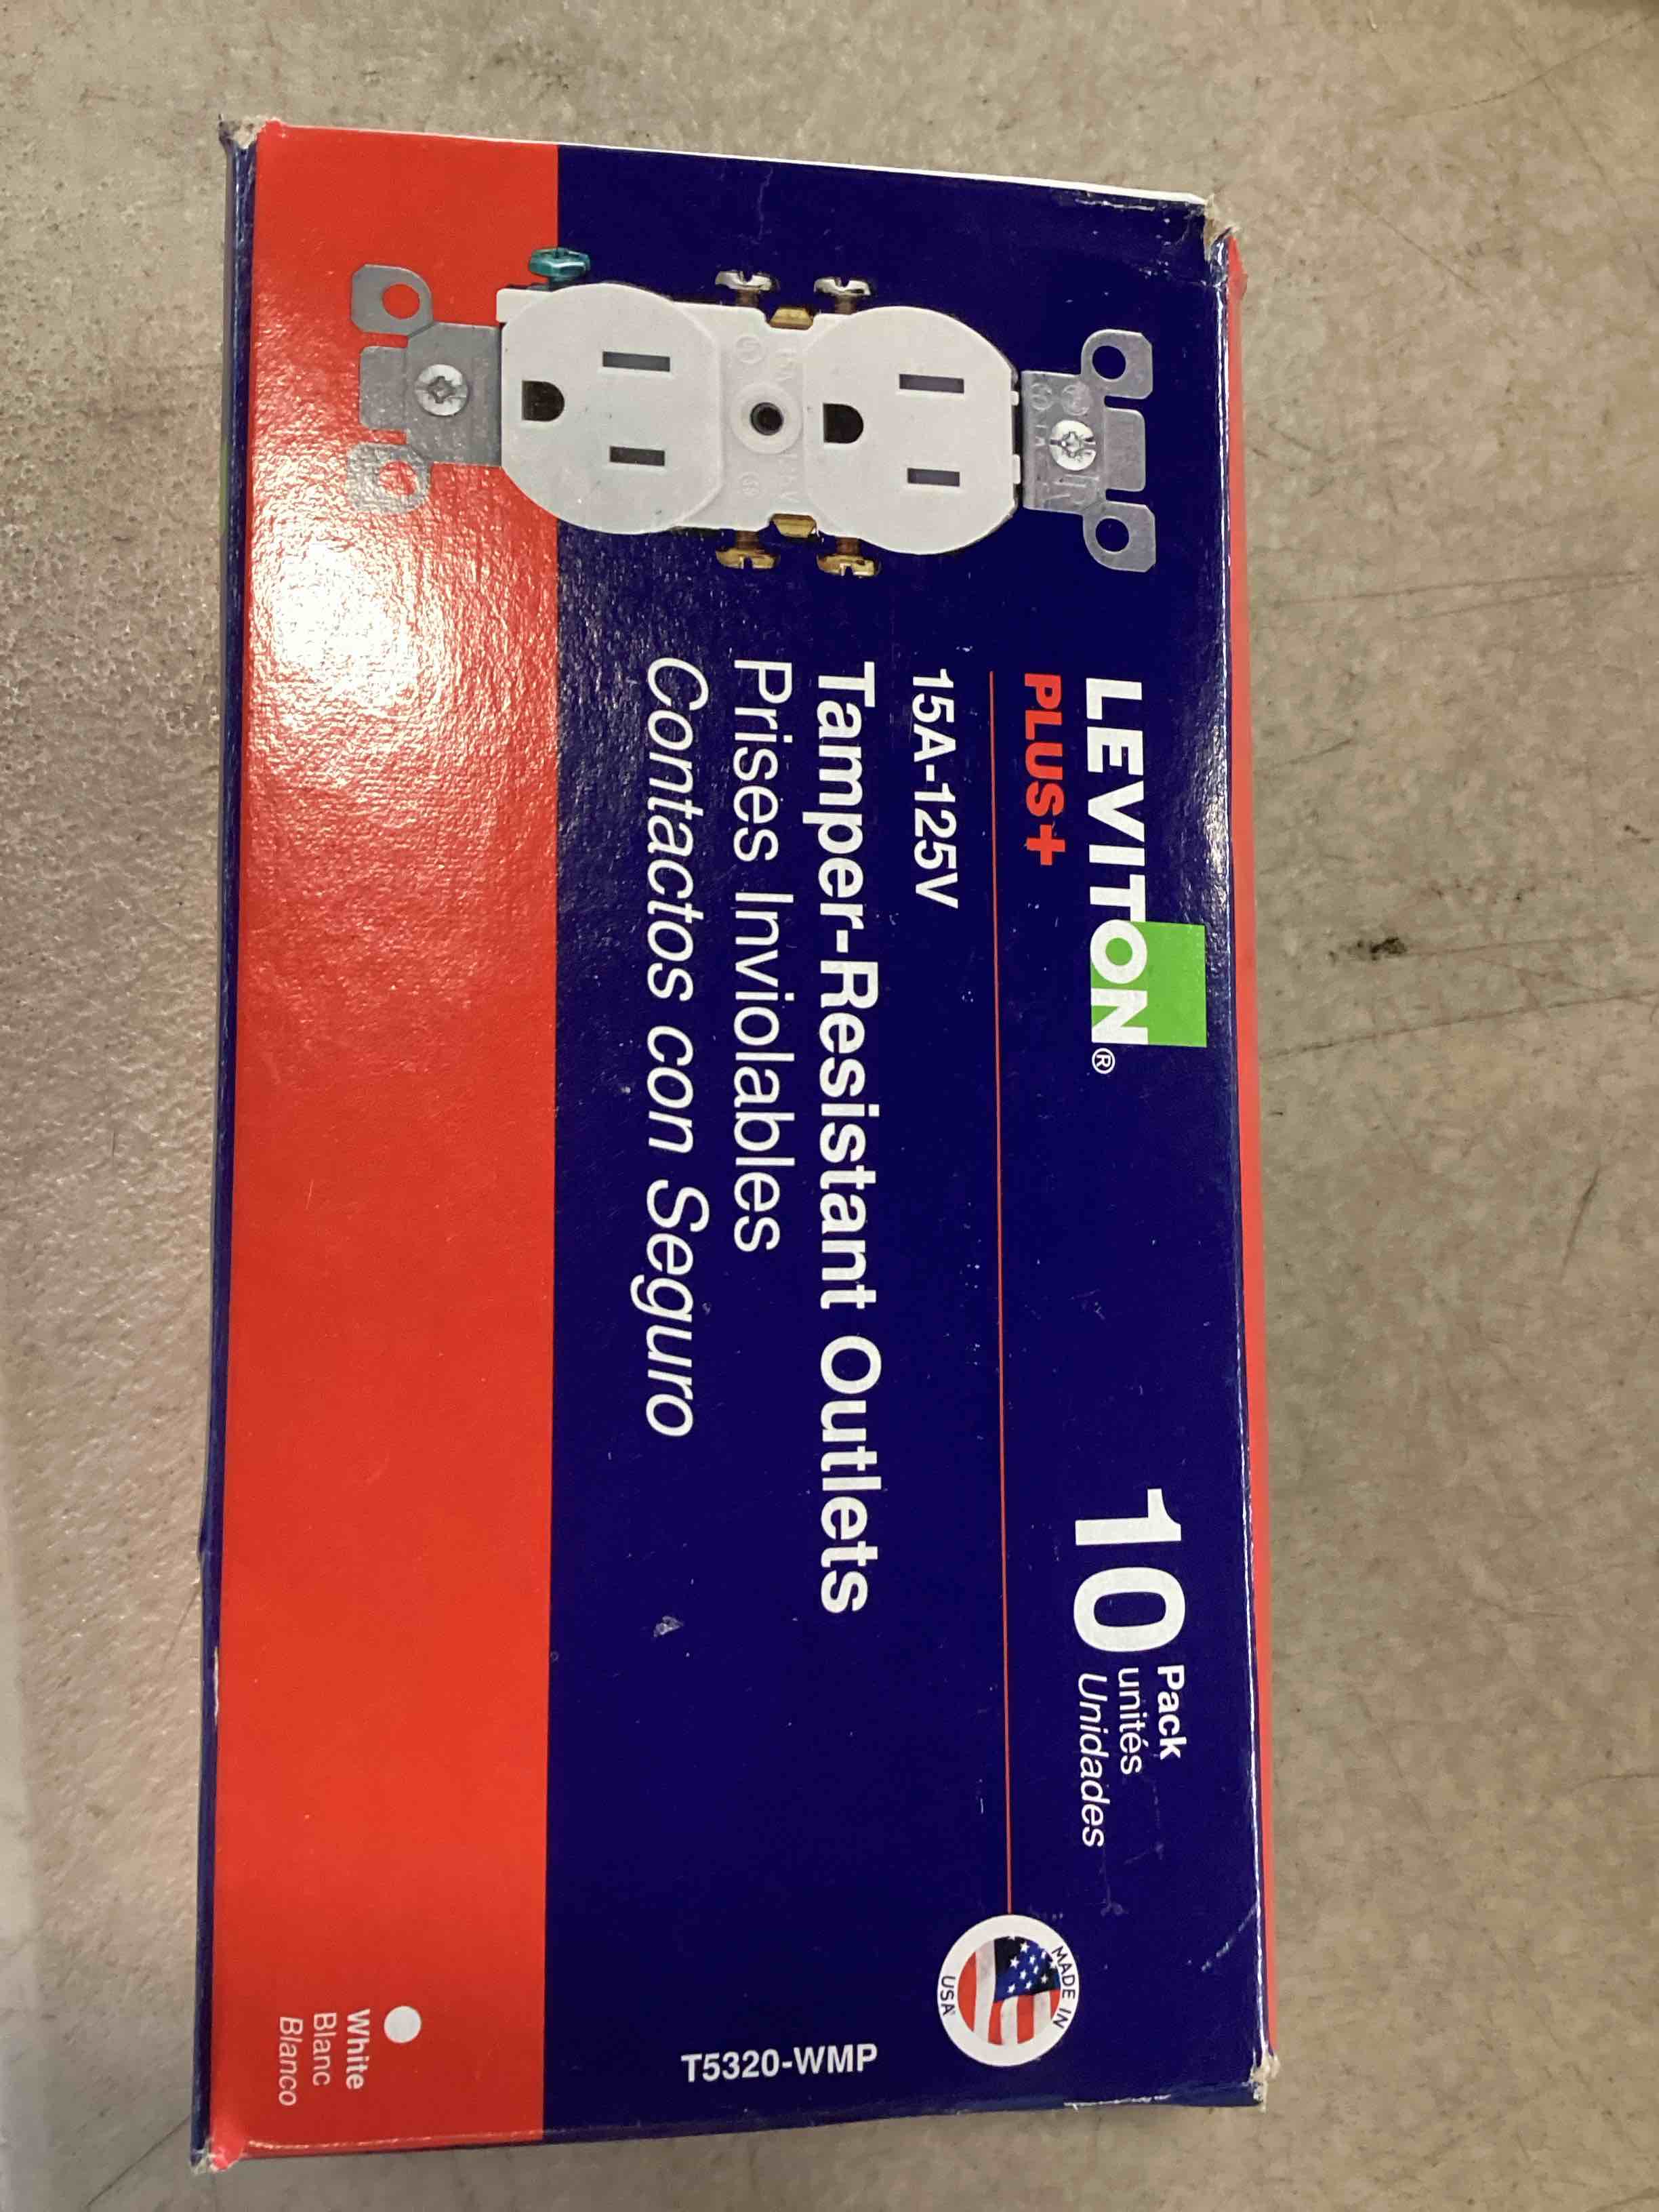 LEVITON®
PLUS+
10
Pack
unités
Unidades
15A-125V
Tamper-Resistant Outlets
Prises Inviolables
Contactos con Seguro
MADE IN
USA
T5320-WMP
White
Blanc
Blanco